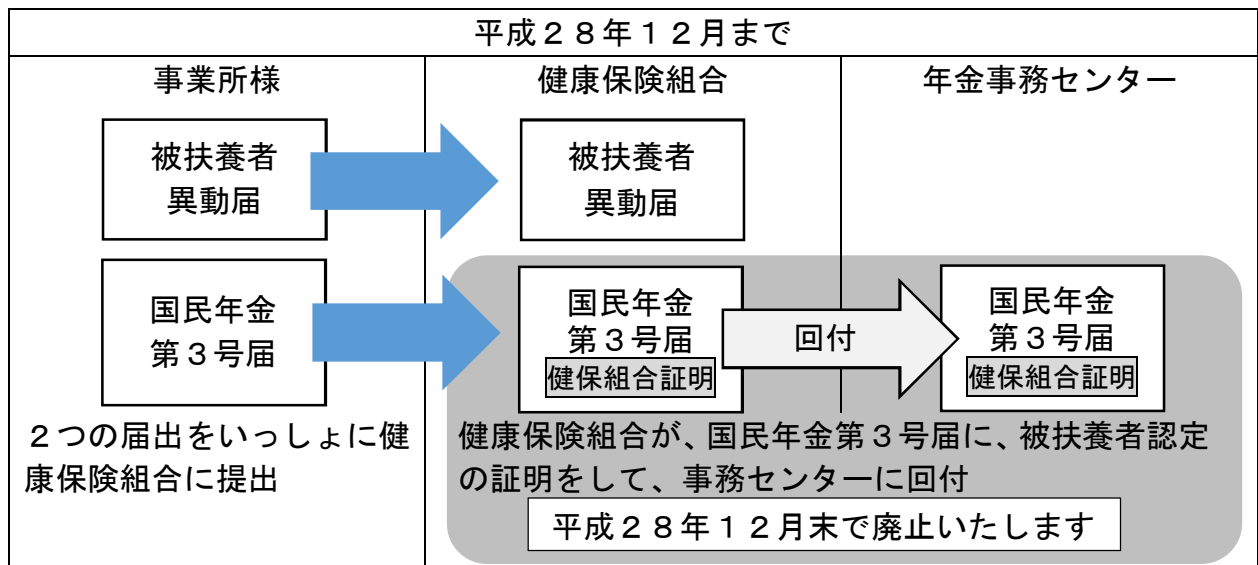 平成２８年１２月まで
事業所様
健康保険組合
年金事務センター
被扶養者
異動届
被扶養者
異動届
国民年金
第３号届
国民年金
第３号届
健保組合証明
回付
国民年金
第３号届
健保組合証明
２つの届出をいっしょに健
康保険組合に提出
健康保険組合が、国民年金第３号届に、被扶養者認定
の証明をして、事務センターに回付
平成２８年１２月末で廃止いたします